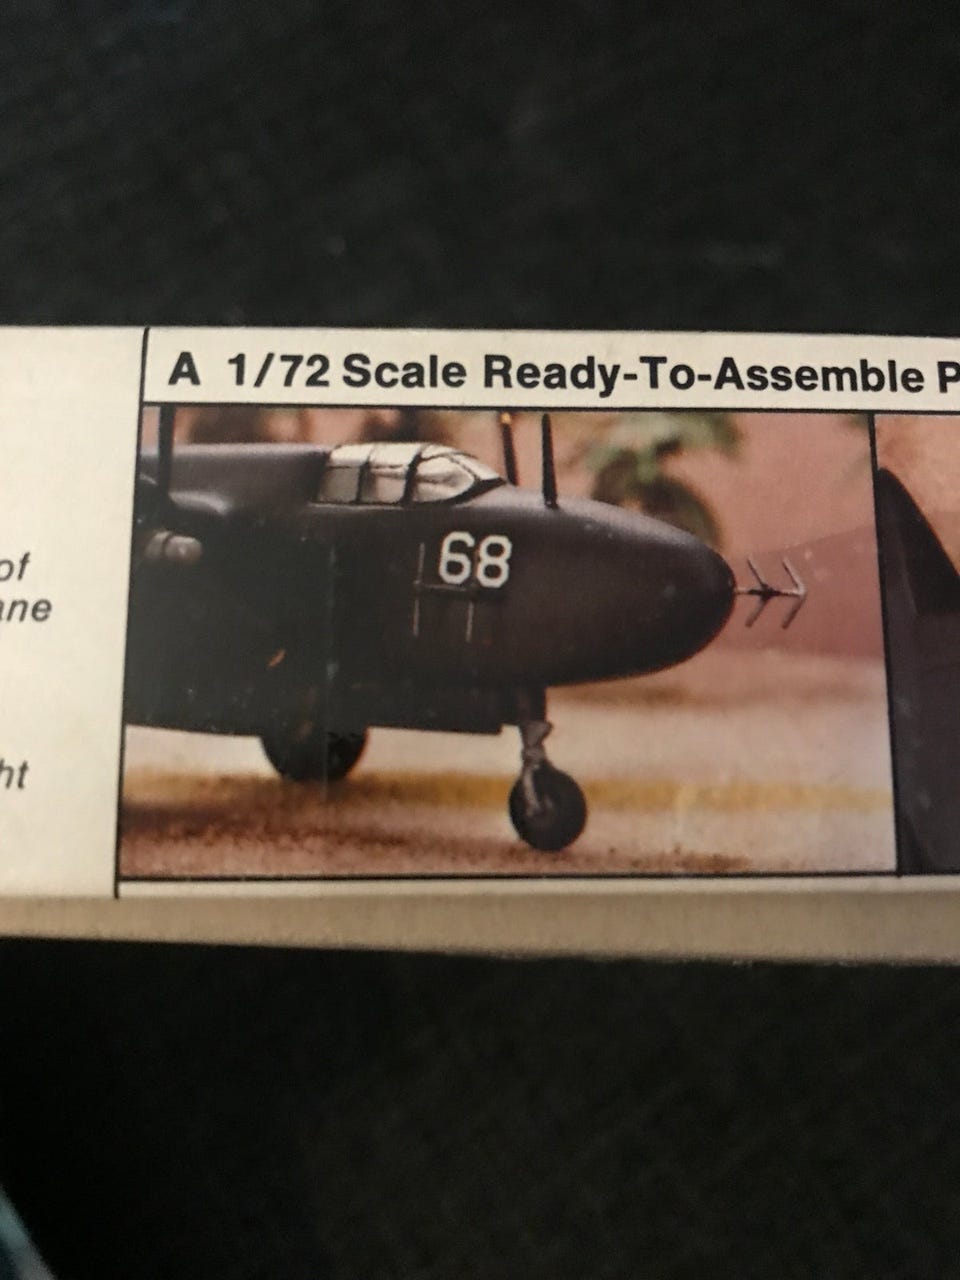 A 1/72 Scale Ready-To-Assemble P
of
ane
ht
68